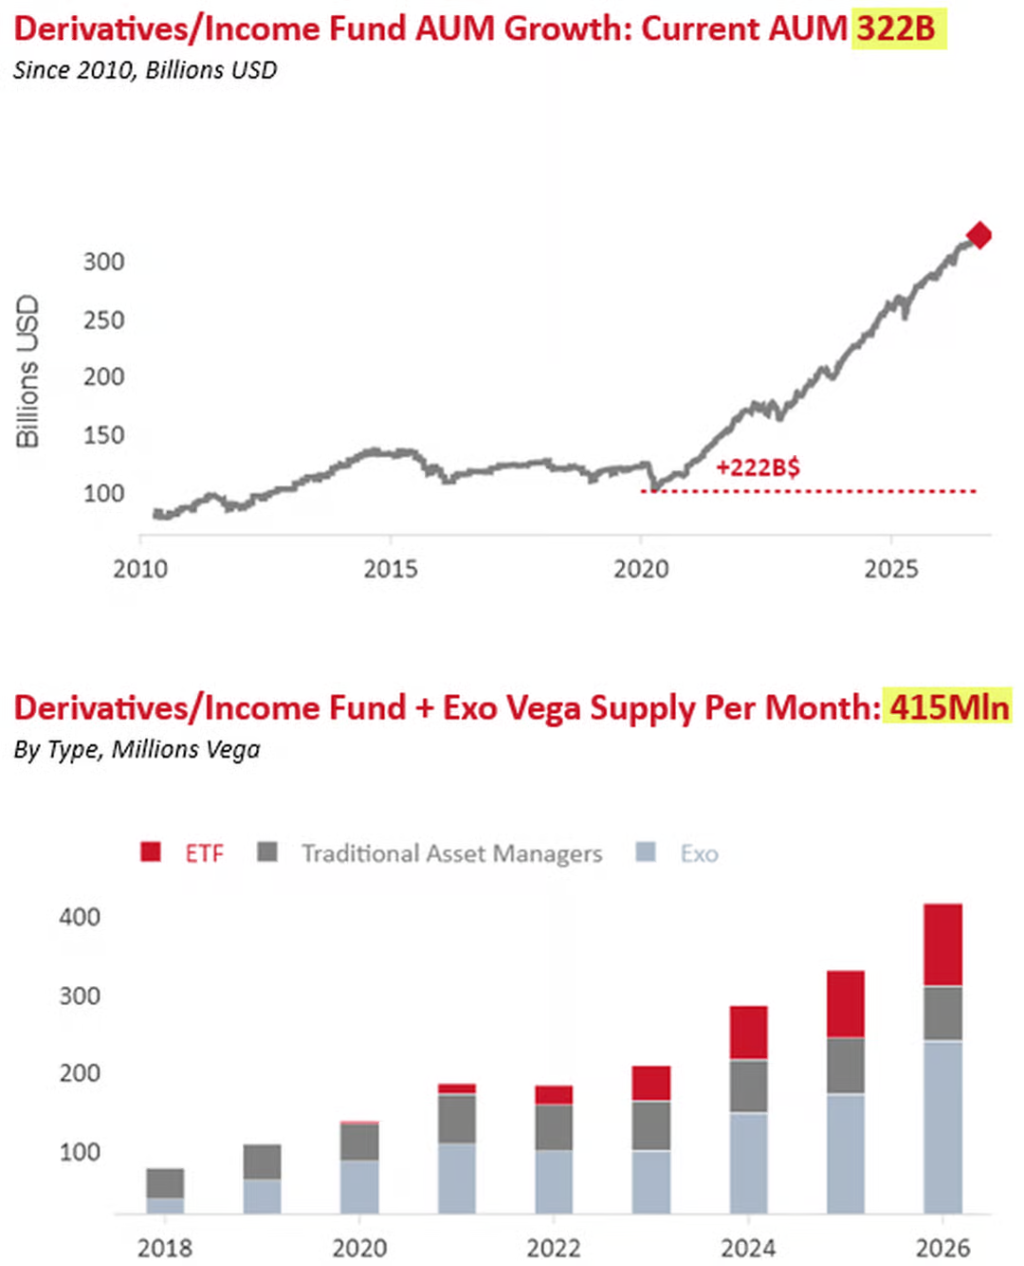 Derivatives/Income Fund AUM Growth: Current AUM 322B
Since 2010, Billions USD
Billions USD
300
250
200
150
100
+222B$
2010 2015 2020 2025
Derivatives/Income Fund + Exo Vega Supply Per Month: 415Mln
By Type, Millions Vega
ETF Traditional Asset Managers Exo
400
300
200
100
2018 2020 2022 2024 2026